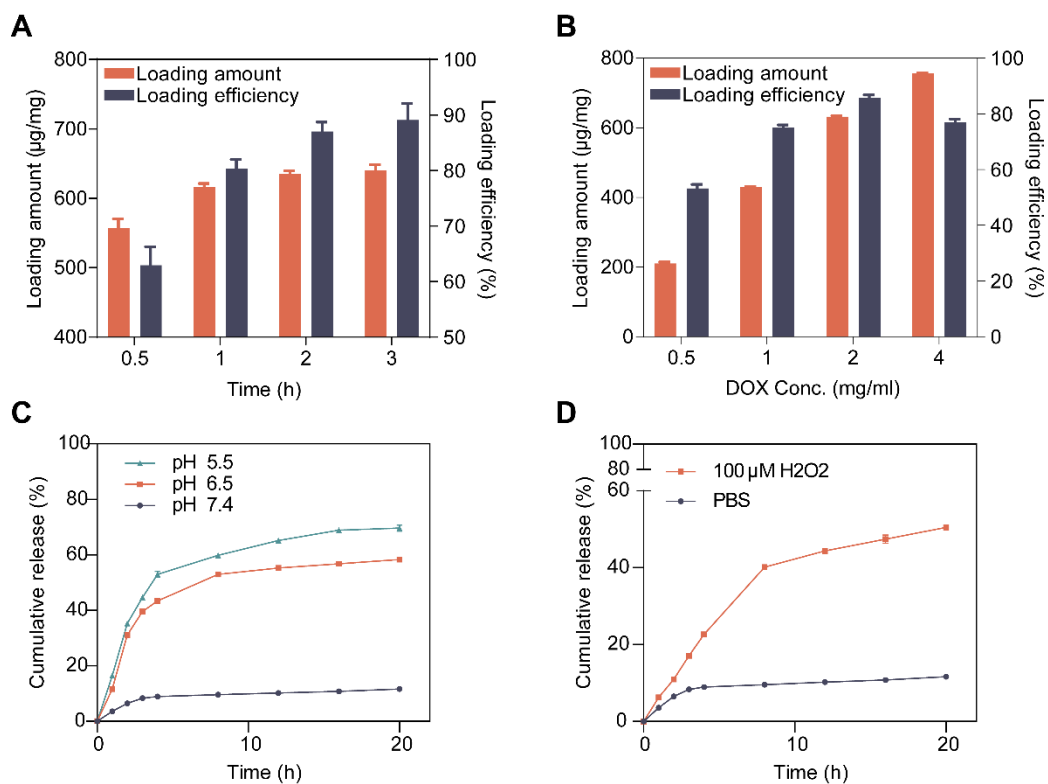 A
800
700
600
500
400
Loading amount (µg/mg)
Loading amount
Loading efficiency
100
90
80
70
60
50
Loading efficiency (%)
0.5 1 2 3
Time (h)
B
800
600
400
200
0
Loading amount (µg/mg)
Loading amount
Loading efficiency
100
80
60
40
20
0
Loading efficiency (%)
0.5 1 2 4
DOX Conc. (mg/ml)
C
100
80
60
40
20
0
Cumulative release (%)
pH 5.5
pH 6.5
pH 7.4
0 10 20
Time (h)
D
100
80
60
40
20
0
Cumulative release (%)
100 µM H2O2
PBS
0 10 20
Time (h)